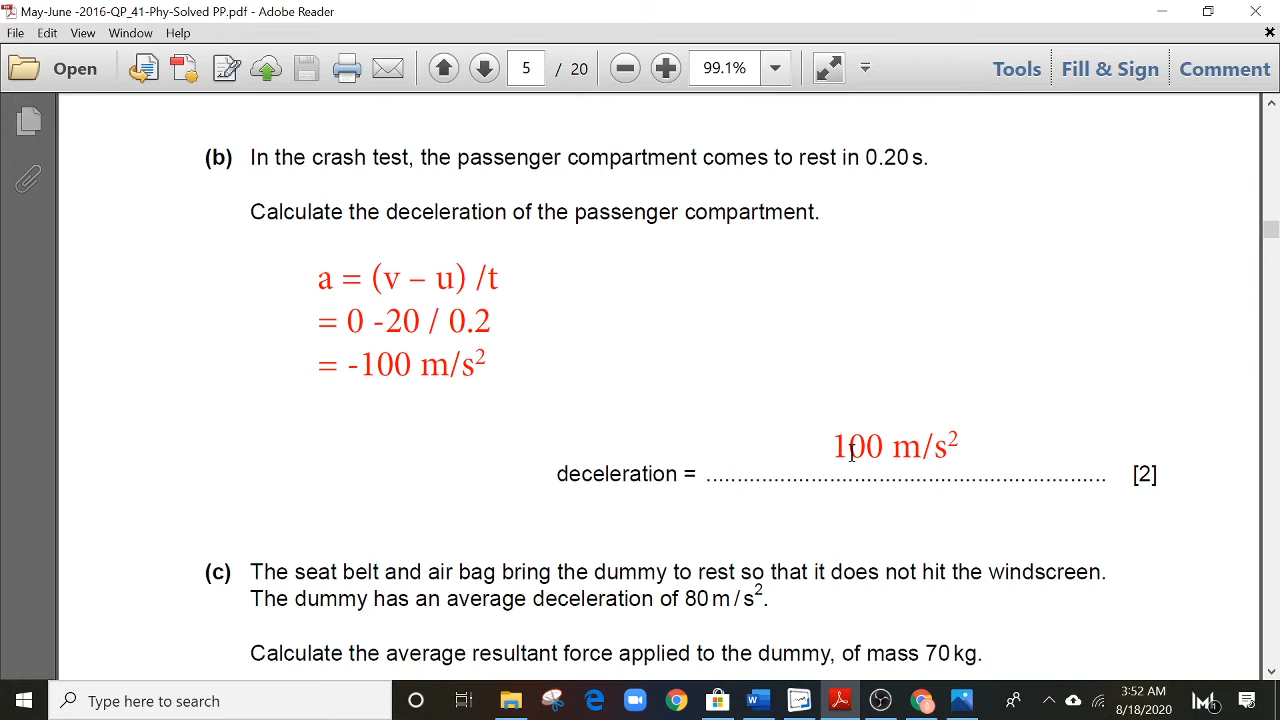 May-June -2016-QP_41-Phy-Solved PP.pdf - Adobe Reader
File Edit View Window Help
Open 5 / 20 99.1% Tools Fill & Sign Comment
(b) In the crash test, the passenger compartment comes to rest in 0.20 s.
Calculate the deceleration of the passenger compartment.
a = (v – u) /t
= 0 -20 / 0.2
= -100 m/s²
100 m/s²
deceleration = .............................................................. [2]
(c) The seat belt and air bag bring the dummy to rest so that it does not hit the windscreen.
The dummy has an average deceleration of 80 m / s².
Calculate the average resultant force applied to the dummy, of mass 70 kg.
Type here to search
3:52 AM
8/18/2020